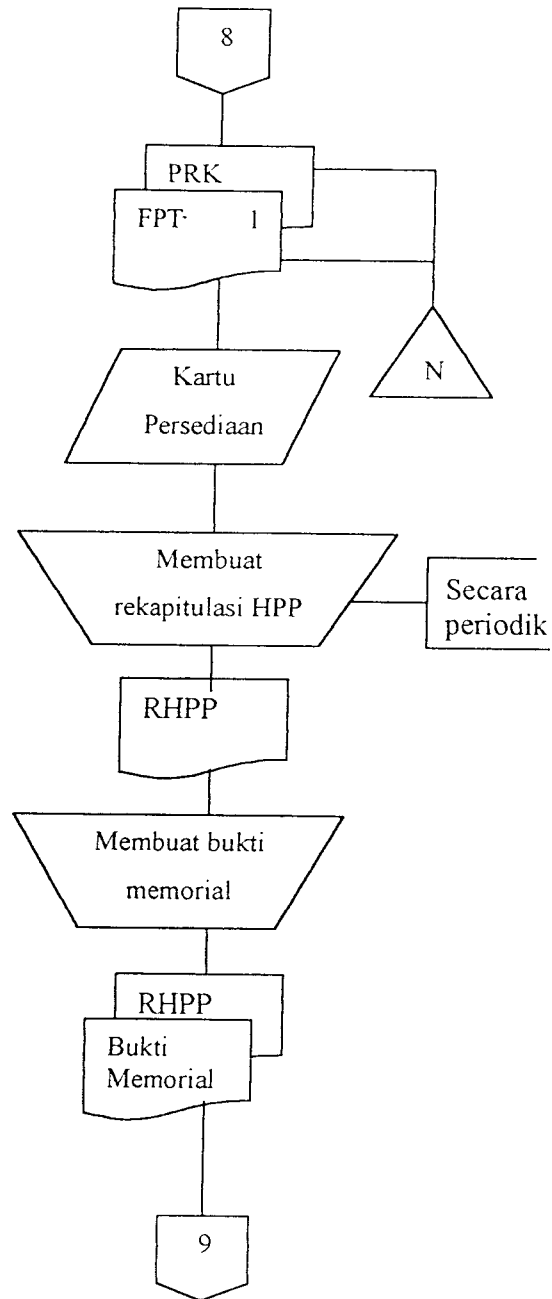 8
PRK
FPT- 1
N
Kartu
Persediaan
Membuat
rekapitulasi HPP
Secara
periodik
RHPP
Membuat bukti
memorial
RHPP
Bukti
Memorial
9